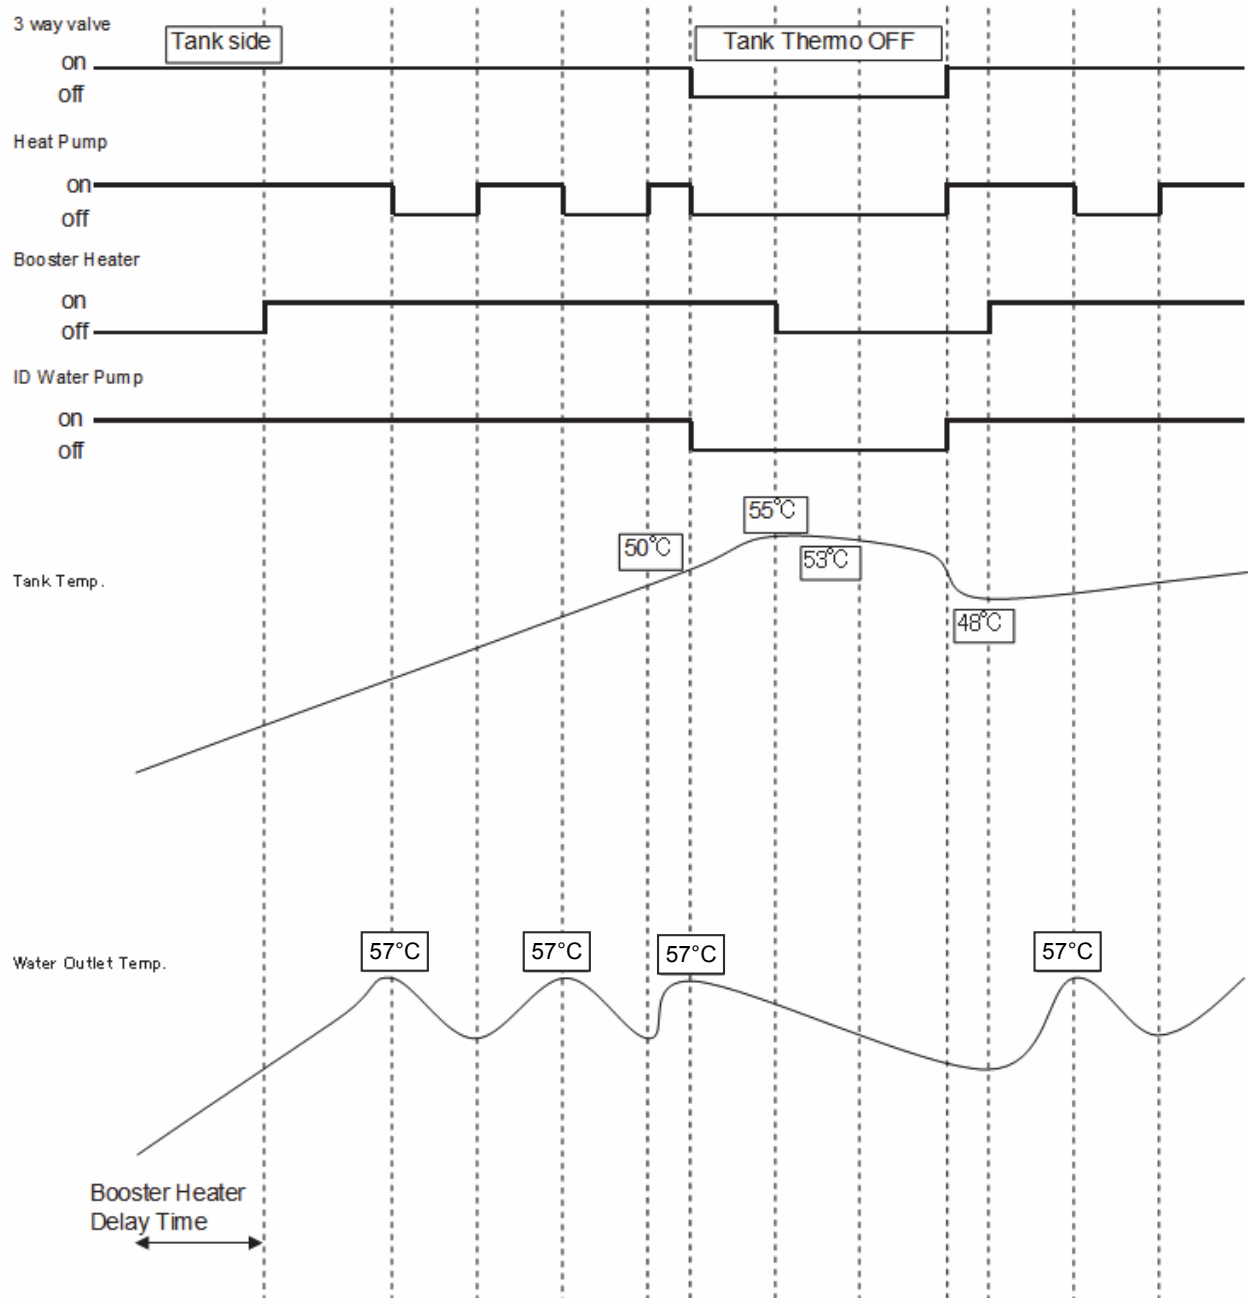 3 way valve
Tank side
Tank Thermo OFF
on
off
Heat Pump
on
off
Booster Heater
on
off
ID Water Pump
on
off
55°C
50°C
53°C
Tank Temp.
48°C
57°C
57°C
57°C
57°C
Water Outlet Temp.
Booster Heater
Delay Time